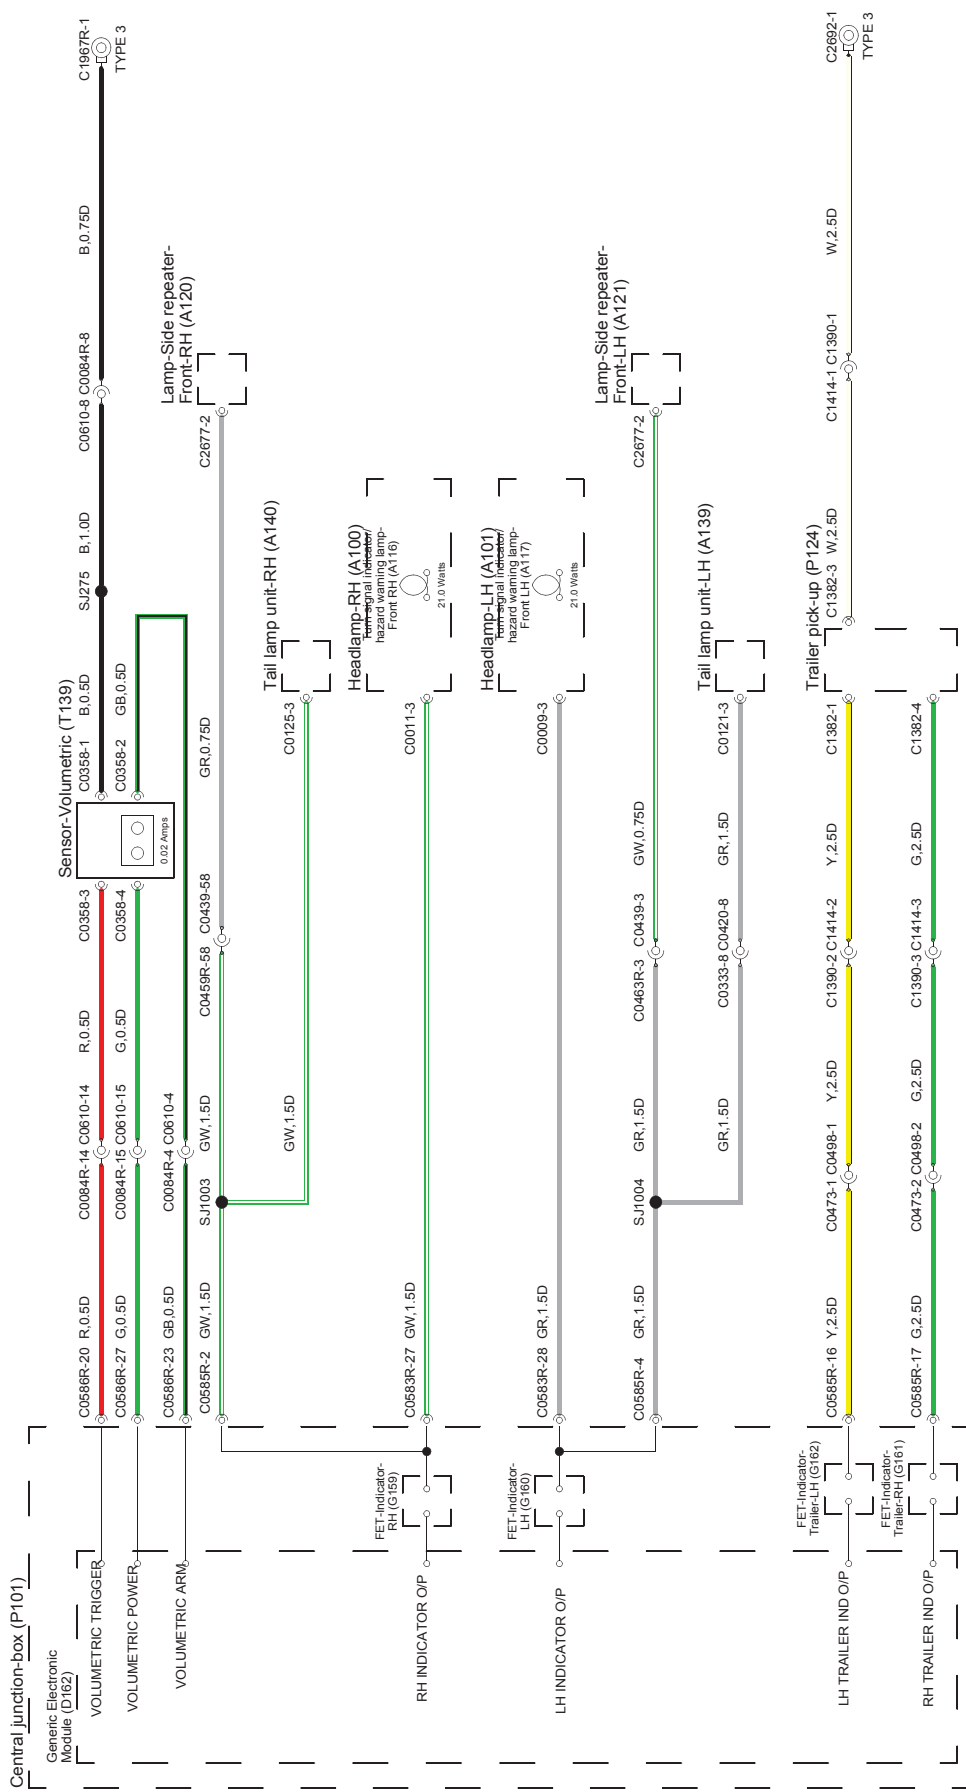 Central junction-box (P101)
Generic Electronic
Module (D162)
VOLUMETRIC TRIGGER
VOLUMETRIC POWER
VOLUMETRIC ARM
RH INDICATOR O/P
LH INDICATOR O/P
LH TRAILER IND O/P
RH TRAILER IND O/P
FET-Indicator-
RH (G159)
FET-Indicator-
LH (G160)
FET-Indicator-
Trailer-LH (G162)
FET-Indicator-
Trailer-RH (G161)
C0586R-20 R,0.5D
C0084R-14 C0610-14
R,0.5D
C0358-3
Sensor-Volumetric (T139)
0.02 Amps
C0358-1
B,0.5D
SJ275
B,1.0D
C0610-8 C0084R-8
B,0.75D
C1967R-1
TYPE 3
C0586R-27 G,0.5D
C0084R-15 C0610-15
G,0.5D
C0358-4
C0358-2
GB,0.5D
C0586R-23 GB,0.5D
C0084R-4 C0610-4
C0585R-2 GW,1.5D
SJ1003
GW,1.5D
C0459R-58 C0439-58
GR,0.75D
C2677-2
Lamp-Side repeater-
Front-RH (A120)
GW,1.5D
C0125-3
Tail lamp unit-RH (A140)
C0583R-27 GW,1.5D
C0011-3
Headlamp-RH (A100)
Turn signal indicator/
hazard warning lamp-
Front RH (A116)
21.0 Watts
C0583R-28 GR,1.5D
C0009-3
Headlamp-LH (A101)
Turn signal indicator/
hazard warning lamp-
Front LH (A117)
21.0 Watts
C0585R-4 GR,1.5D
SJ1004
GR,1.5D
C0463R-3 C0439-3
GW,0.75D
C2677-2
Lamp-Side repeater-
Front-LH (A121)
GR,1.5D
C0333-8 C0420-8
GR,1.5D
C0121-3
Tail lamp unit-LH (A139)
C0585R-16 Y,2.5D
C0473-1 C0498-1
Y,2.5D
C1390-2 C1414-2
Y,2.5D
C1382-1
Trailer pick-up (P124)
C1382-3 W,2.5D
C1414-1 C1390-1
W,2.5D
C2692-1
TYPE 3
C0585R-17 G,2.5D
C0473-2 C0498-2
G,2.5D
C1390-3 C1414-3
G,2.5D
C1382-4